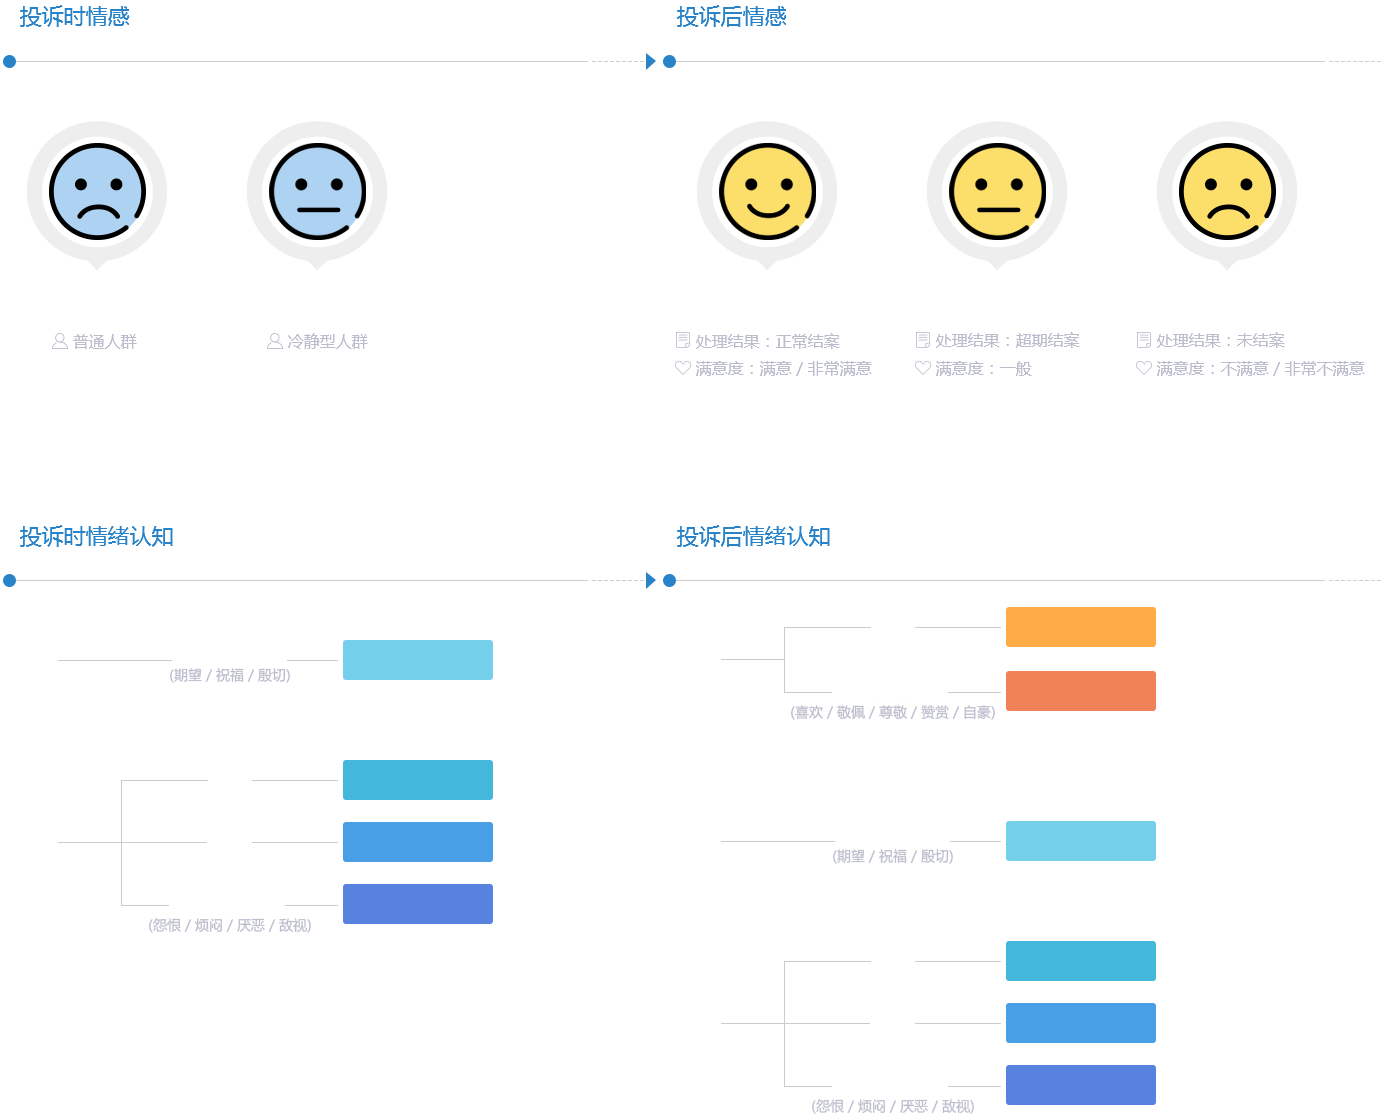 投诉时情感
投诉后情感
普通人群
冷静型人群
处理结果：正常结案
满意度：满意 / 非常满意
处理结果：超期结案
满意度：一般
处理结果：未结案
满意度：不满意 / 非常不满意
投诉时情绪认知
投诉后情绪认知
(期望 / 祝福 / 殷切)
(怨恨 / 烦闷 / 厌恶 / 敌视)
(喜欢 / 敬佩 / 尊敬 / 赞赏 / 自豪)
(期望 / 祝福 / 殷切)
(怨恨 / 烦闷 / 厌恶 / 敌视)